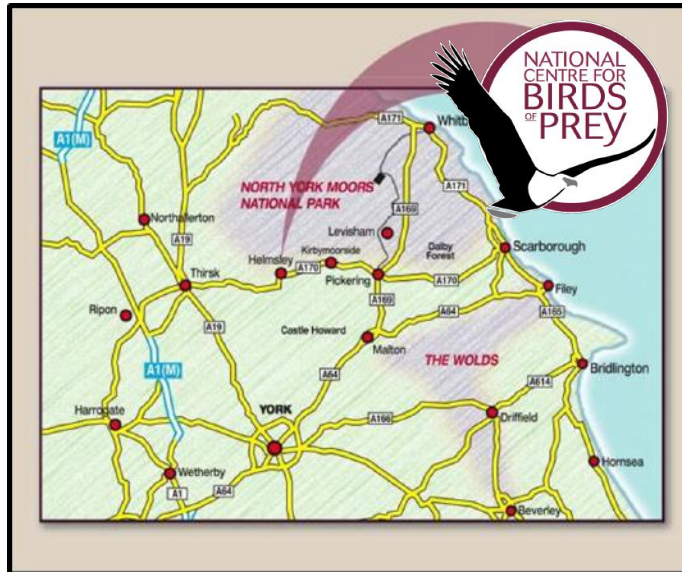 NATIONAL
CENTRE FOR
BIRDS
OF PREY
A171
Whitb
A1(M)
NORTH YORK MOORS
NATIONAL PARK
A171
Northallerton
A169
A19
Levisham
Dalby
Forest
Scarborough
Kirbymoorside
Helmsley
A170
Thirsk
Pickering
A170
Filey
Ripon
A169
A64
A165
A19
Castle Howard
Malton
THE WOLDS
A1(M)
A64
Bridlington
A614
Harrogate
YORK
A166
Driffield
Wetherby
Hornsea
A1
A64
Beverley